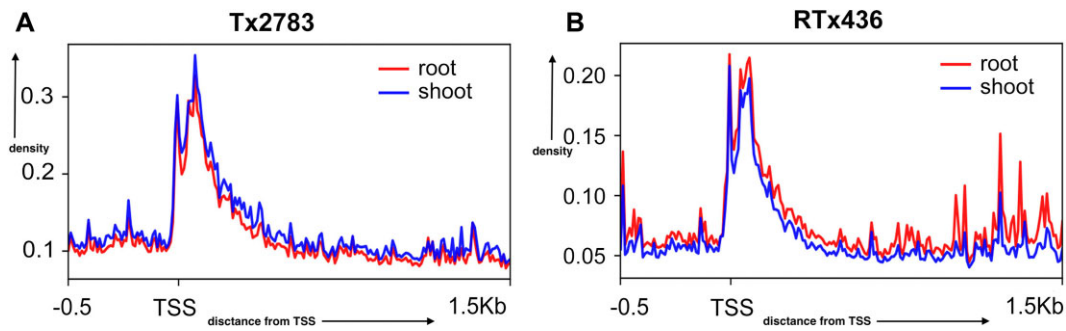 A
Tx2783
density
0.3
0.2
0.1
root
shoot
-0.5
TSS
1.5Kb
disctance from TSS
B
RTx436
density
0.20
0.15
0.10
0.05
root
shoot
-0.5
TSS
1.5Kb
disctance from TSS